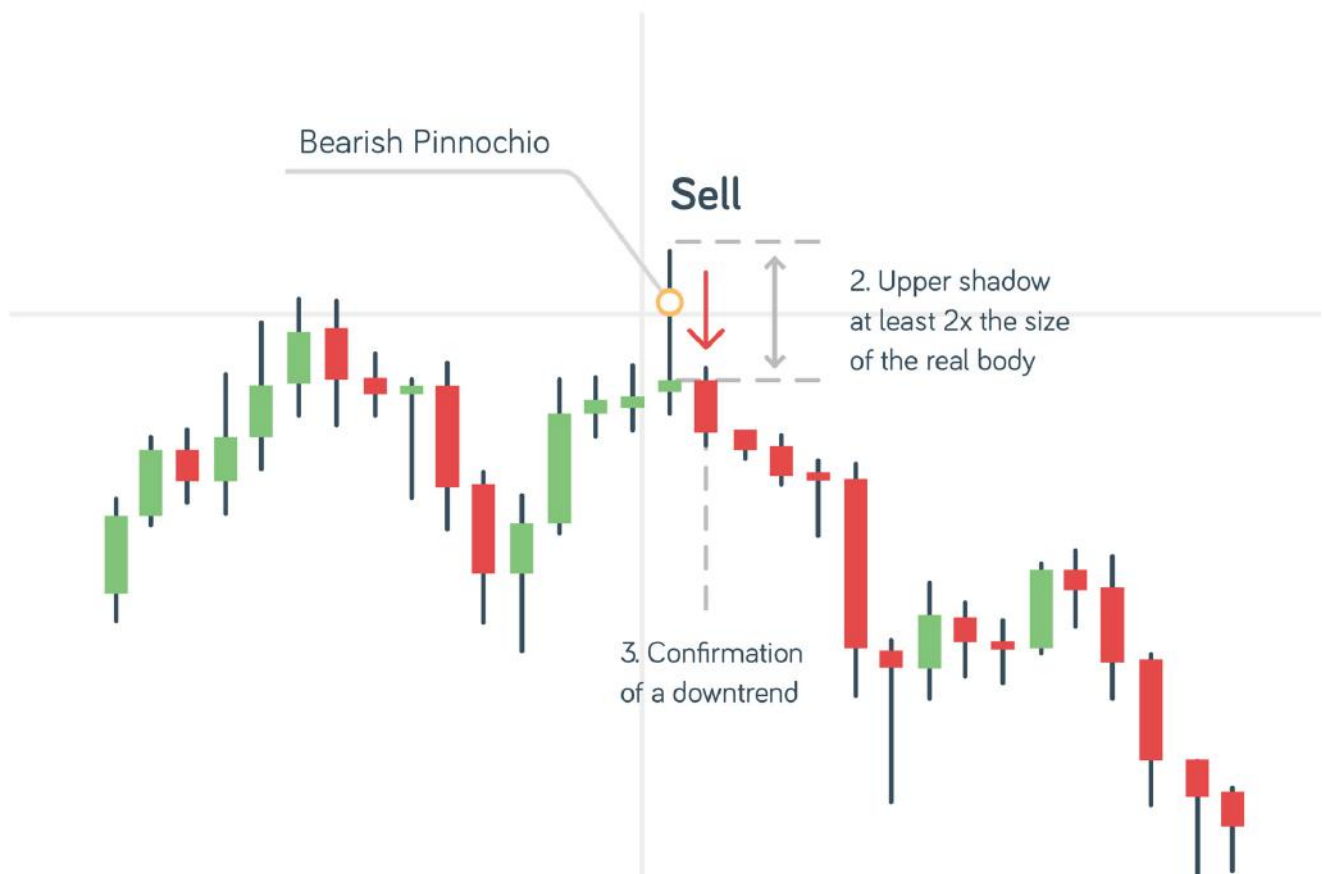 Bearish Pinnochio
Sell
2. Upper shadow
at least 2x the size
of the real body
3. Confirmation
of a downtrend